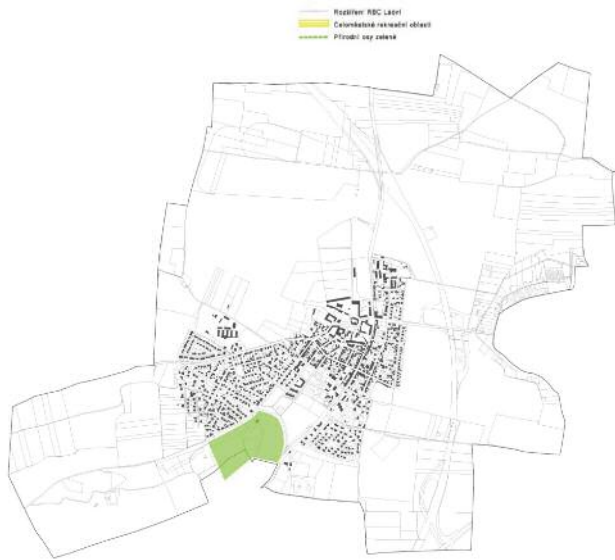 Rozšíření RBC Ládví
Celoměstské rekreační oblasti
Přírodní osy zeleně